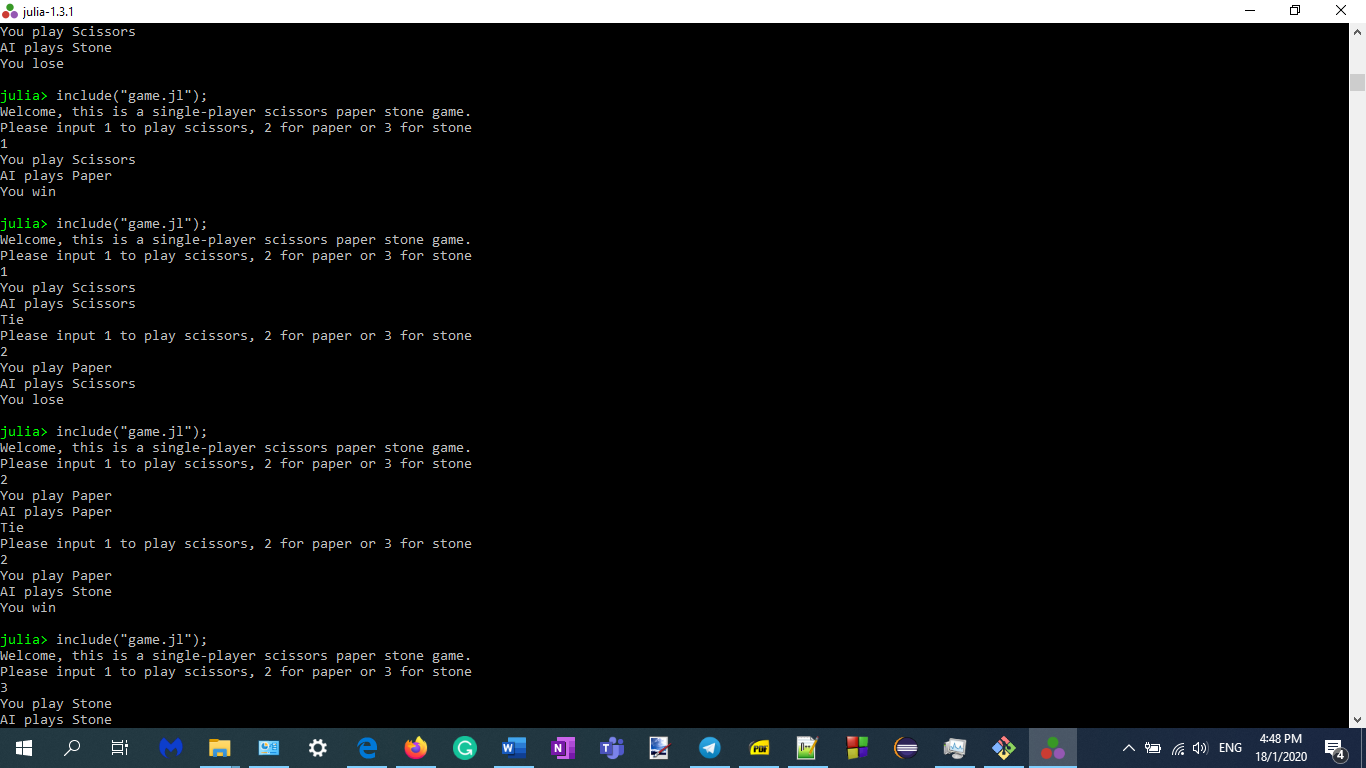 julia-1.3.1
You play Scissors
AI plays Stone
You lose
julia> include("game.jl");
Welcome, this is a single-player scissors paper stone game.
Please input 1 to play scissors, 2 for paper or 3 for stone
1
You play Scissors
AI plays Paper
You win
julia> include("game.jl");
Welcome, this is a single-player scissors paper stone game.
Please input 1 to play scissors, 2 for paper or 3 for stone
1
You play Scissors
AI plays Scissors
Tie
Please input 1 to play scissors, 2 for paper or 3 for stone
2
You play Paper
AI plays Scissors
You lose
julia> include("game.jl");
Welcome, this is a single-player scissors paper stone game.
Please input 1 to play scissors, 2 for paper or 3 for stone
2
You play Paper
AI plays Paper
Tie
Please input 1 to play scissors, 2 for paper or 3 for stone
2
You play Paper
AI plays Stone
You win
julia> include("game.jl");
Welcome, this is a single-player scissors paper stone game.
Please input 1 to play scissors, 2 for paper or 3 for stone
3
You play Stone
AI plays Stone
ENG
4:48 PM
18/1/2020
4